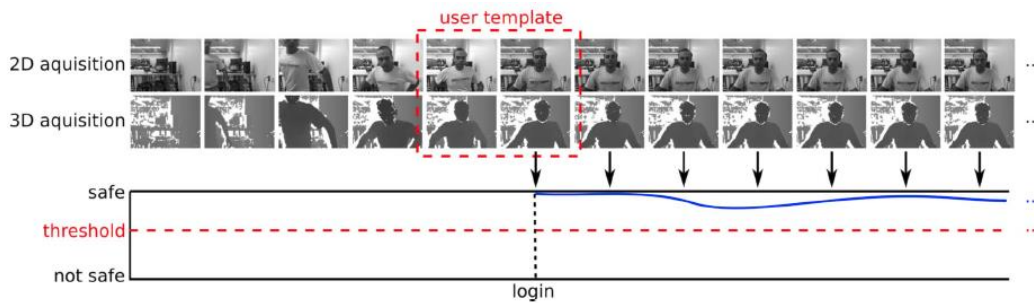 user template
2D aquisition
3D aquisition
safe
threshold
not safe
login